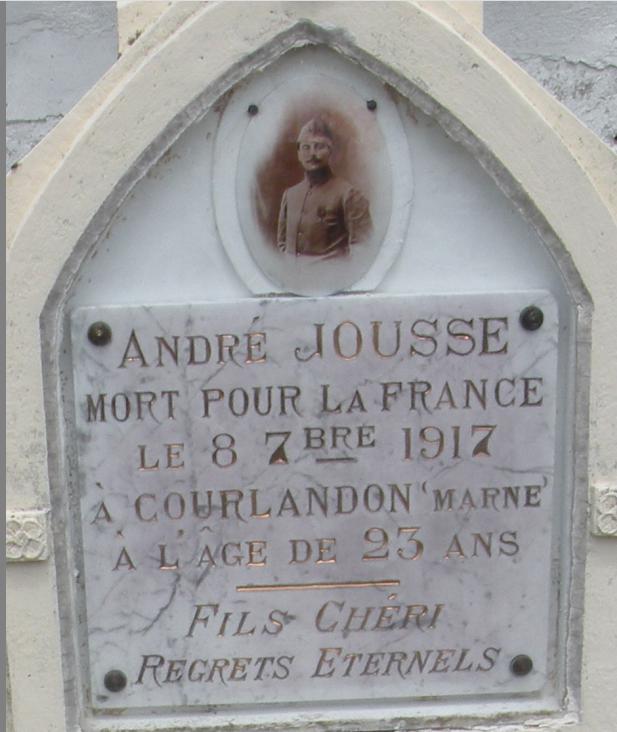 ANDRÉ JOUSSE
MORT POUR LA FRANCE
LE 8 7BRE 1917
À COURLANDON (MARNE)
À L'ÂGE DE 23 ANS
FILS CHÉRI
REGRETS ETERNELS